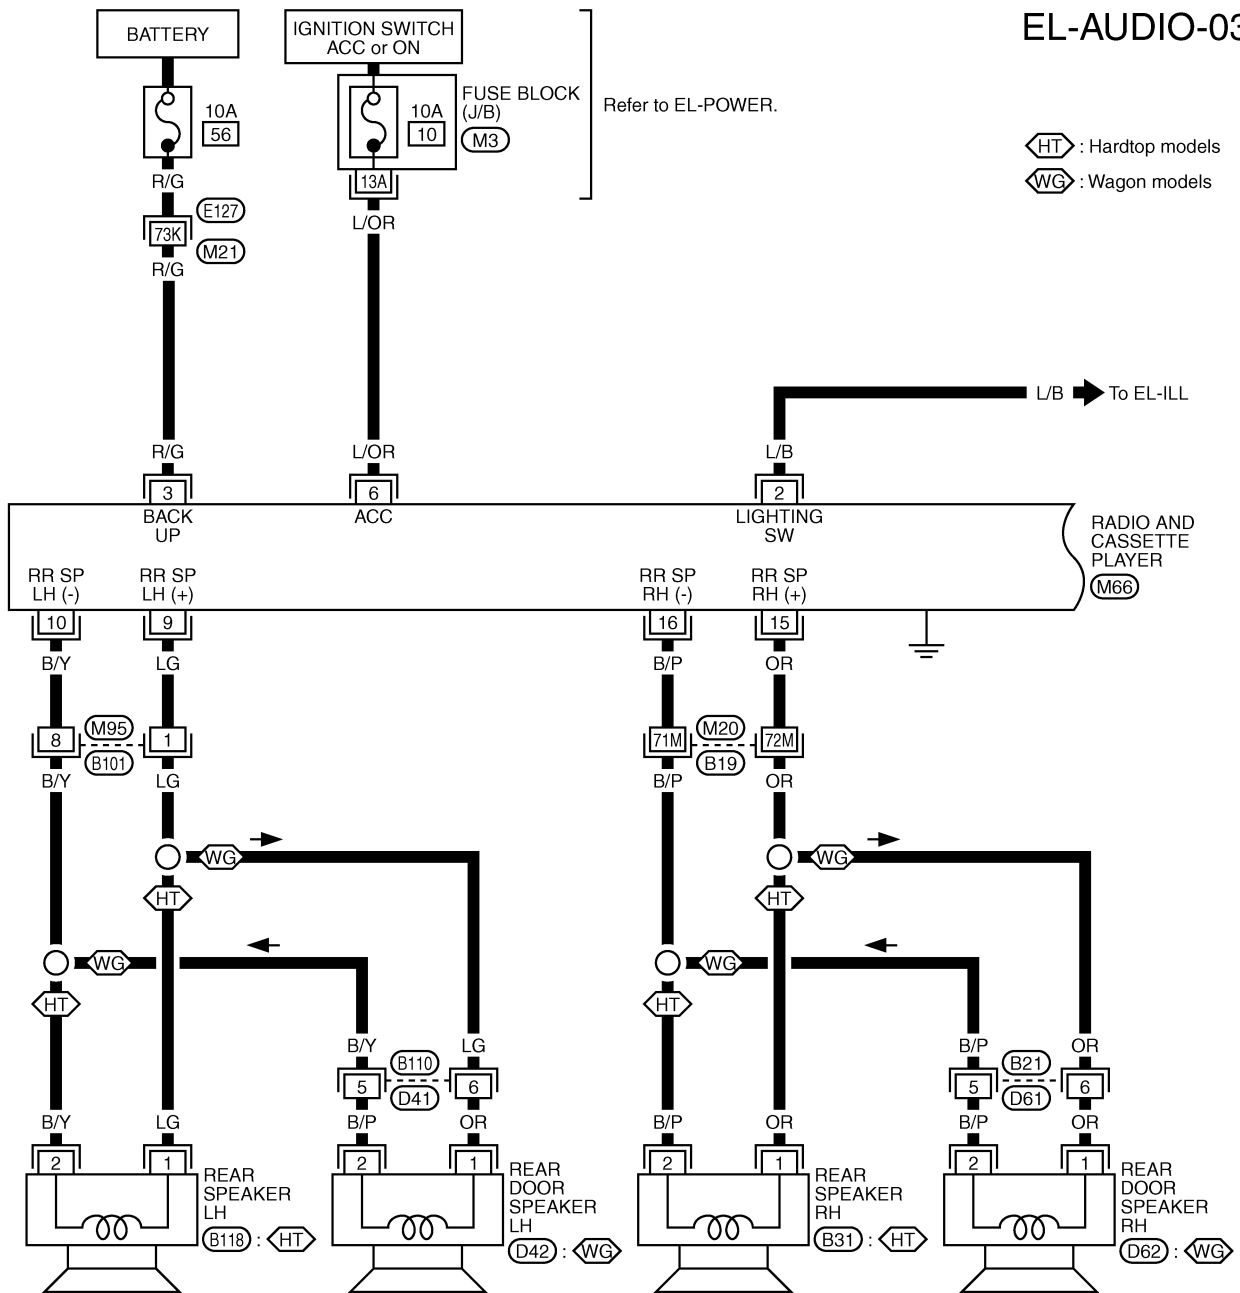 EL-AUDIO-03
BATTERY
IGNITION SWITCH
ACC or ON
10A
56
10A
10
FUSE BLOCK
(J/B)
M3
Refer to EL-POWER.
HT : Hardtop models
WG : Wagon models
R/G
13A
E127
73K
M21
L/OR
R/G
L/B
To EL-ILL
R/G
L/OR
L/B
3
6
2
BACK
UP
ACC
LIGHTING
SW
RADIO AND
CASSETTE
PLAYER
M66
RR SP
LH (-)
RR SP
LH (+)
RR SP
RH (-)
RR SP
RH (+)
10
9
16
15
B/Y
LG
B/P
OR
8
M95
B101
1
71M
M20
B19
72M
B/Y
LG
B/P
OR
WG
WG
HT
HT
WG
WG
HT
HT
B/Y
LG
B/P
OR
5
B110
D41
6
5
B21
D61
6
B/Y
LG
B/P
OR
B/P
OR
B/P
OR
2
1
2
1
2
1
2
1
REAR
SPEAKER
LH
B118 : HT
REAR
DOOR
SPEAKER
LH
D42 : WG
REAR
SPEAKER
RH
B31 : HT
REAR
DOOR
SPEAKER
RH
D62 : WG